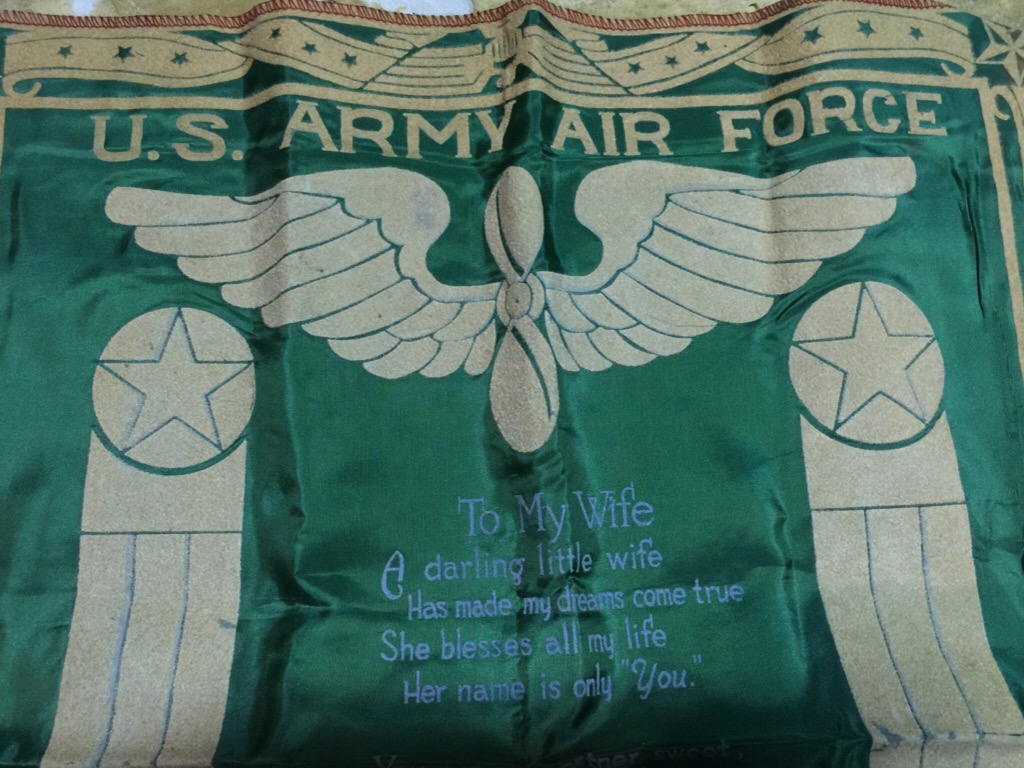 U.S. ARMY AIR FORCE
To My Wife
A darling little wife
Has made my dreams come true
She blesses all my life
Her name is only "You."
sweet,